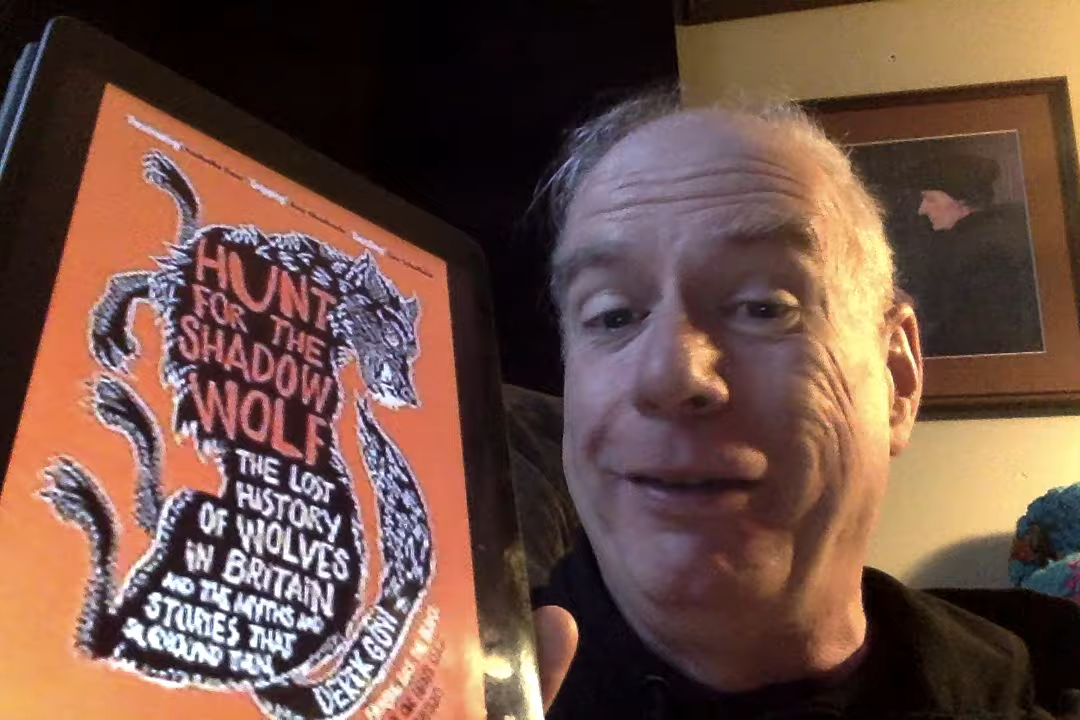 HUNT
FOR THE
SHADOW
WOLF
THE LOST
HISTORY
OF WOLVES
IN BRITAIN
AND THE MYTHS AND
STORIES THAT
SURROUND THEM
DEREK GOW